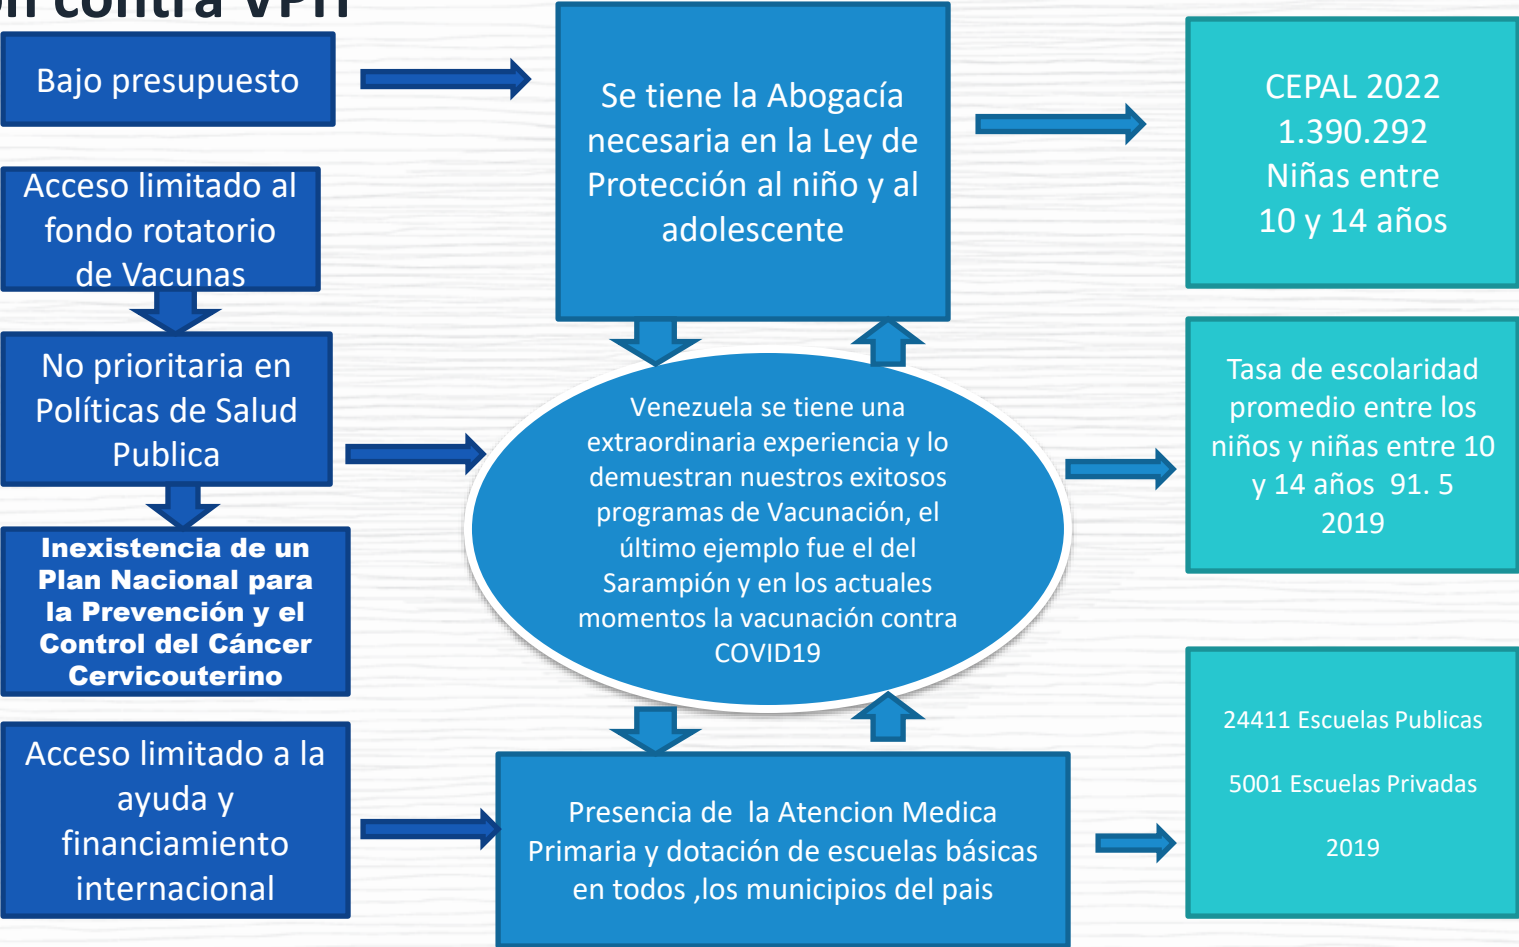 contra VPH
Bajo presupuesto
Acceso limitado al
fondo rotatorio
de Vacunas
No prioritaria en
Políticas de Salud
Publica
Inexistencia de un
Plan Nacional para
la Prevención y el
Control del Cáncer
Cervicouterino
Acceso limitado a la
ayuda y
financiamiento
internacional
Se tiene la Abogacía
necesaria en la Ley de
Protección al niño y al
adolescente
Venezuela se tiene una
extraordinaria experiencia y lo
demuestran nuestros exitosos
programas de Vacunación, el
último ejemplo fue el del
Sarampión y en los actuales
momentos la vacunación contra
COVID19
Presencia de la Atencion Medica
Primaria y dotación de escuelas básicas
en todos ,los municipios del pais
CEPAL 2022
1.390.292
Niñas entre
10 y 14 años
Tasa de escolaridad
promedio entre los
niños y niñas entre 10
y 14 años 91. 5
2019
24411 Escuelas Publicas
5001 Escuelas Privadas
2019